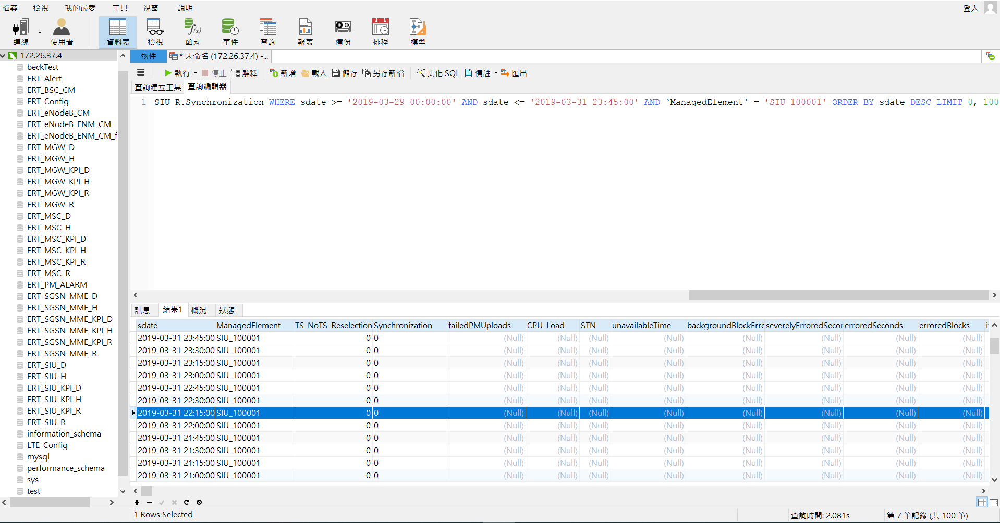 檔案 檢視 我的最愛 工具 視窗 說明 登入
連線 使用者 資料表 檢視 函式 事件 查詢 報表 備份 排程 模型
172.26.37.4
beckTest
ERT_Alert
ERT_BSC_CM
ERT_Config
ERT_eNodeB_CM
ERT_eNodeB_ENM_CM
ERT_eNodeB_ENM_CM_f
ERT_MGW_D
ERT_MGW_H
ERT_MGW_KPI_D
ERT_MGW_KPI_H
ERT_MGW_KPI_R
ERT_MGW_R
ERT_MSC_D
ERT_MSC_H
ERT_MSC_KPI_D
ERT_MSC_KPI_H
ERT_MSC_KPI_R
ERT_MSC_R
ERT_PM_ALARM
ERT_SGSN_MME_D
ERT_SGSN_MME_H
ERT_SGSN_MME_KPI_D
ERT_SGSN_MME_KPI_H
ERT_SGSN_MME_KPI_R
ERT_SGSN_MME_R
ERT_SIU_D
ERT_SIU_H
ERT_SIU_KPI_D
ERT_SIU_KPI_H
ERT_SIU_KPI_R
ERT_SIU_R
information_schema
LTE_Config
mysql
performance_schema
sys
test
物件 * 未命名 (172.26.37.4) -...
執行 停止 解釋 新增 載入 儲存 另存新檔 美化 SQL 備註 匯出
查詢建立工具 查詢編輯器
1 SIU_R.Synchronization WHERE sdate >= '2019-03-29 00:00:00' AND sdate <= '2019-03-31 23:45:00' AND `ManagedElement` = 'SIU_100001' ORDER BY sdate DESC LIMIT 0, 100
訊息 結果1 概況 狀態
sdate ManagedElement TS_NoTS_Reselection Synchronization failedPMUploads CPU_Load STN unavailableTime backgroundBlockErro severelyErroredSecor erroredSeconds erroredBlocks i
2019-03-31 23:45:00 SIU_100001 0 0 (Null) (Null) (Null) (Null) (Null) (Null) (Null) (Null)
2019-03-31 23:30:00 SIU_100001 0 0 (Null) (Null) (Null) (Null) (Null) (Null) (Null) (Null)
2019-03-31 23:15:00 SIU_100001 0 0 (Null) (Null) (Null) (Null) (Null) (Null) (Null) (Null)
2019-03-31 23:00:00 SIU_100001 0 0 (Null) (Null) (Null) (Null) (Null) (Null) (Null) (Null)
2019-03-31 22:45:00 SIU_100001 0 0 (Null) (Null) (Null) (Null) (Null) (Null) (Null) (Null)
2019-03-31 22:30:00 SIU_100001 0 0 (Null) (Null) (Null) (Null) (Null) (Null) (Null) (Null)
2019-03-31 22:15:00 SIU_100001 0 0 (Null) (Null) (Null) (Null) (Null) (Null) (Null) (Null)
2019-03-31 22:00:00 SIU_100001 0 0 (Null) (Null) (Null) (Null) (Null) (Null) (Null) (Null)
2019-03-31 21:45:00 SIU_100001 0 0 (Null) (Null) (Null) (Null) (Null) (Null) (Null) (Null)
2019-03-31 21:30:00 SIU_100001 0 0 (Null) (Null) (Null) (Null) (Null) (Null) (Null) (Null)
2019-03-31 21:15:00 SIU_100001 0 0 (Null) (Null) (Null) (Null) (Null) (Null) (Null) (Null)
2019-03-31 21:00:00 SIU_100001 0 0 (Null) (Null) (Null) (Null) (Null) (Null) (Null) (Null)
1 Rows Selected 查詢時間: 2.081s 第 7 筆記錄 (共 100 筆)